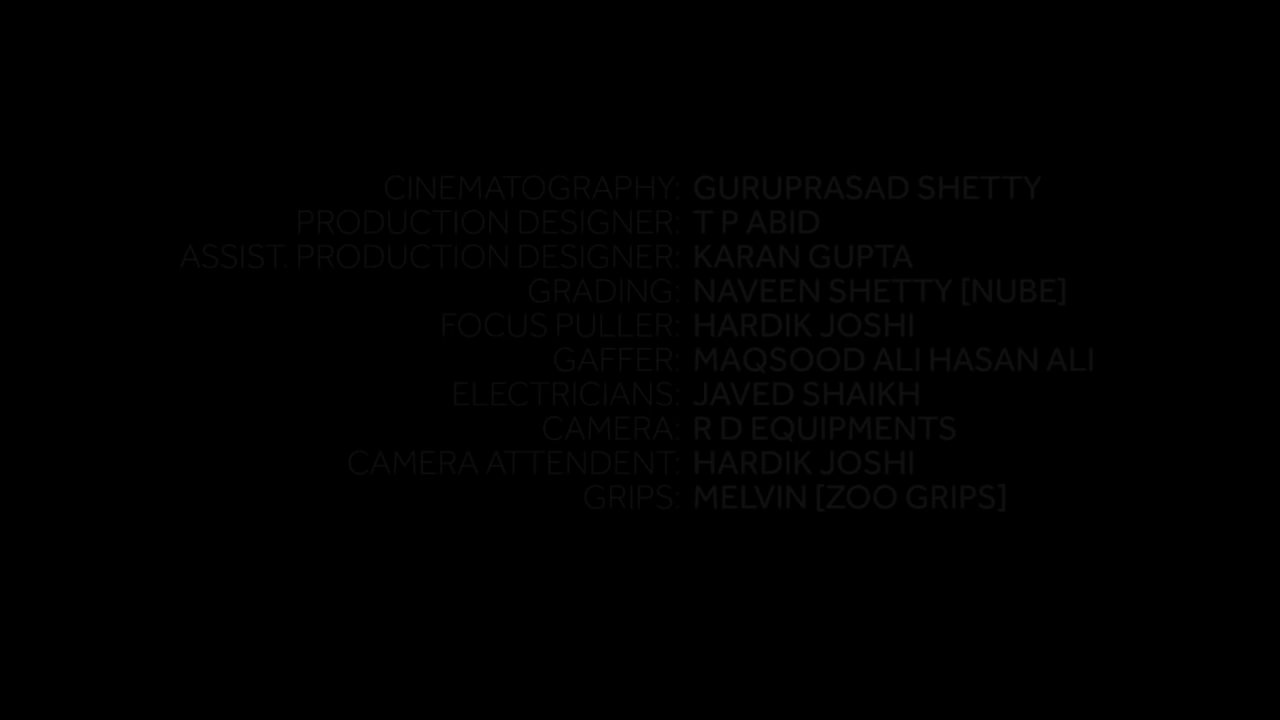 CINEMATOGRAPHY: GURUPRASAD SHETTY
PRODUCTION DESIGNER: T P ABID
ASSIST. PRODUCTION DESIGNER: KARAN GUPTA
GRADING: NAVEEN SHETTY [NUBE]
FOCUS PULLER: HARDIK JOSHI
GAFFER: MAQSOOD ALI HASAN ALI
ELECTRICIANS: JAVED SHAIKH
CAMERA: R D EQUIPMENTS
CAMERA ATTENDENT: HARDIK JOSHI
GRIPS: MELVIN [ZOO GRIPS]